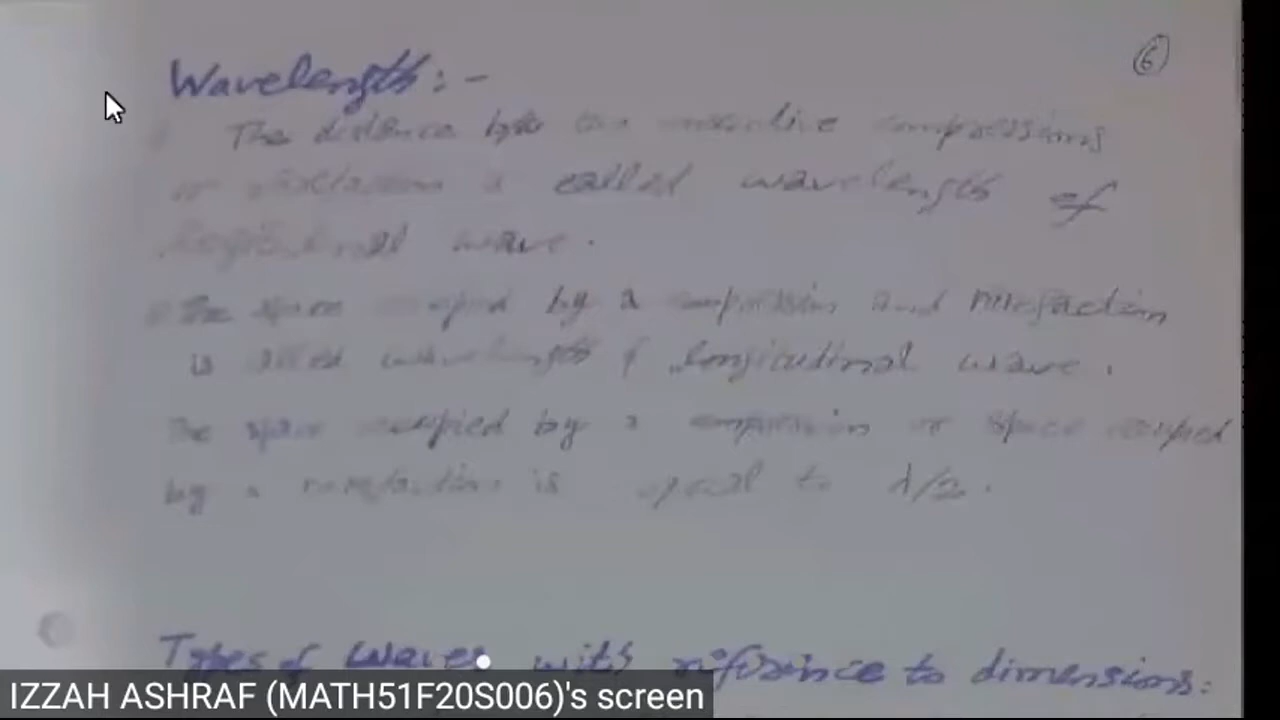 6
Wavelength:-
The distance b/w two consecutive compressions
or rarefactions is called wavelength of
longitudinal wave.
The space occupied by a compression and rarefaction
is called wavelength of longitudinal wave.
The space occupied by a compression or space occupied
by a rarefaction is equal to λ/2.
Types of waves with reference to dimensions:
IZZAH ASHRAF (MATH51F20S006)'s screen